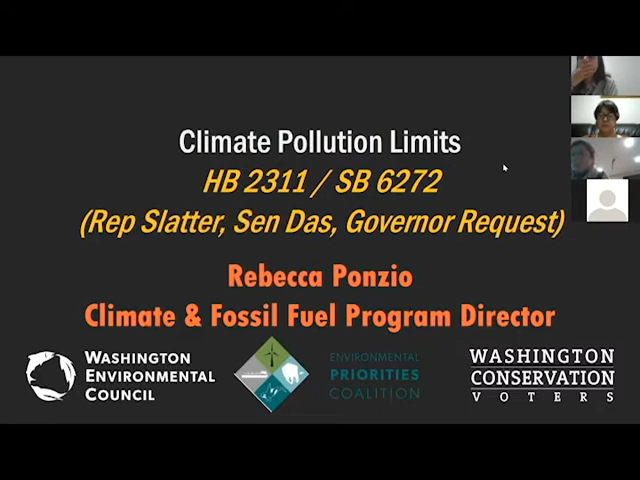 Climate Pollution Limits
HB 2311 / SB 6272
(Rep Slatter, Sen Das, Governor Request)
Rebecca Ponzio
Climate & Fossil Fuel Program Director
WASHINGTON
ENVIRONMENTAL
COUNCIL
ENVIRONMENTAL
PRIORITIES
COALITION
WASHINGTON
CONSERVATION
VOTERS